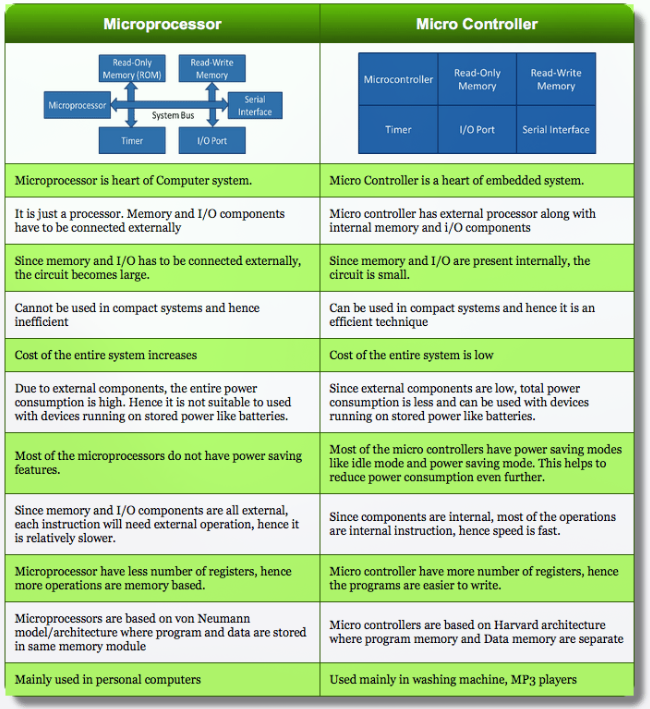 Microprocessor
Micro Controller
Read-Only
Memory (ROM)
Read-Write
Memory
Microprocessor
Serial
Interface
System Bus
Timer
I/O Port
Microcontroller
Read-Only
Memory
Read-Write
Memory
Timer
I/O Port
Serial Interface
Microprocessor is heart of Computer system.
Micro Controller is a heart of embedded system.
It is just a processor. Memory and I/O components
have to be connected externally
Micro controller has external processor along with
internal memory and i/O components
Since memory and I/O has to be connected externally,
the circuit becomes large.
Since memory and I/O are present internally, the
circuit is small.
Cannot be used in compact systems and hence
inefficient
Can be used in compact systems and hence it is an
efficient technique
Cost of the entire system increases
Cost of the entire system is low
Due to external components, the entire power
consumption is high. Hence it is not suitable to used
with devices running on stored power like batteries.
Since external components are low, total power
consumption is less and can be used with devices
running on stored power like batteries.
Most of the microprocessors do not have power saving
features.
Most of the micro controllers have power saving modes
like idle mode and power saving mode. This helps to
reduce power consumption even further.
Since memory and I/O components are all external,
each instruction will need external operation, hence it
is relatively slower.
Since components are internal, most of the operations
are internal instruction, hence speed is fast.
Microprocessor have less number of registers, hence
more operations are memory based.
Micro controller have more number of registers, hence
the programs are easier to write.
Microprocessors are based on von Neumann
model/architecture where program and data are stored
in same memory module
Micro controllers are based on Harvard architecture
where program memory and Data memory are separate
Mainly used in personal computers
Used mainly in washing machine, MP3 players